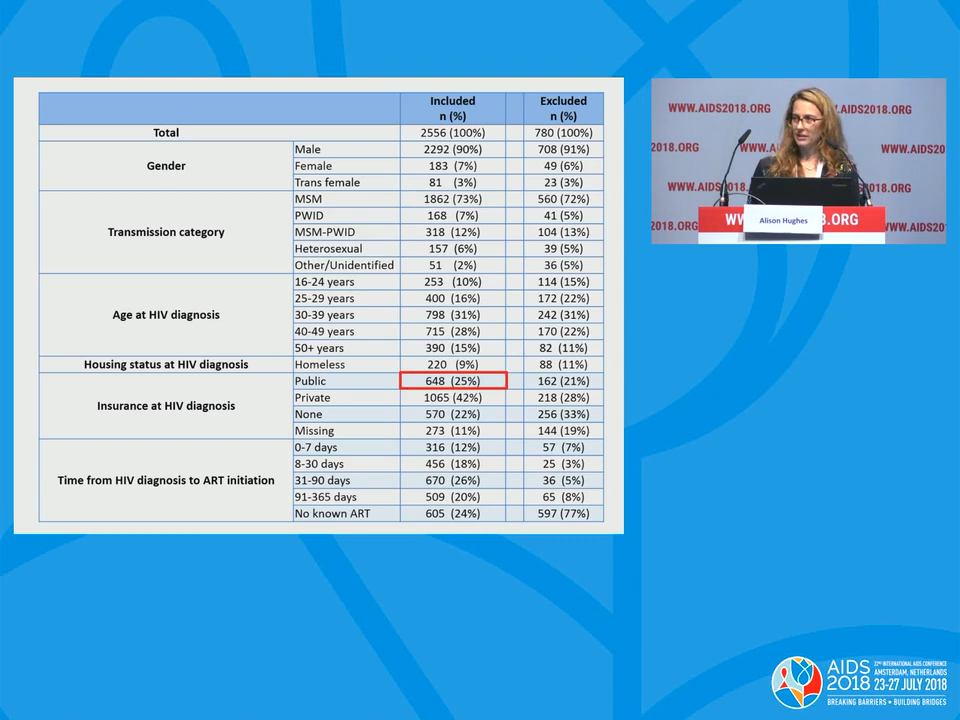 Included Excluded
n (%) n (%)
Total 2556 (100%) 780 (100%)
Gender Male 2292 (90%) 708 (91%)
Female 183 (7%) 49 (6%)
Trans female 81 (3%) 23 (3%)
Transmission category MSM 1862 (73%) 560 (72%)
PWID 168 (7%) 41 (5%)
MSM-PWID 318 (12%) 104 (13%)
Heterosexual 157 (6%) 39 (5%)
Other/Unidentified 51 (2%) 36 (5%)
Age at HIV diagnosis 16-24 years 253 (10%) 114 (15%)
25-29 years 400 (16%) 172 (22%)
30-39 years 798 (31%) 242 (31%)
40-49 years 715 (28%) 170 (22%)
50+ years 390 (15%) 82 (11%)
Housing status at HIV diagnosis Homeless 220 (9%) 88 (11%)
Insurance at HIV diagnosis Public 648 (25%) 162 (21%)
Private 1065 (42%) 218 (28%)
None 570 (22%) 256 (33%)
Missing 273 (11%) 144 (19%)
Time from HIV diagnosis to ART initiation 0-7 days 316 (12%) 57 (7%)
8-30 days 456 (18%) 25 (3%)
31-90 days 670 (26%) 36 (5%)
91-365 days 509 (20%) 65 (8%)
No known ART 605 (24%) 597 (77%)
WWW.AIDS2018.ORG W.AIDS2018.ORG
2018.ORG WWW.AIDS20
WWW.AIDS 8.ORG
2018.ORG WWW.AIDS20
WW 8.ORG
Alison Hughes
AIDS 2018
22ND INTERNATIONAL AIDS CONFERENCE
AMSTERDAM, NETHERLANDS
23-27 JULY 2018
BREAKING BARRIERS • BUILDING BRIDGES